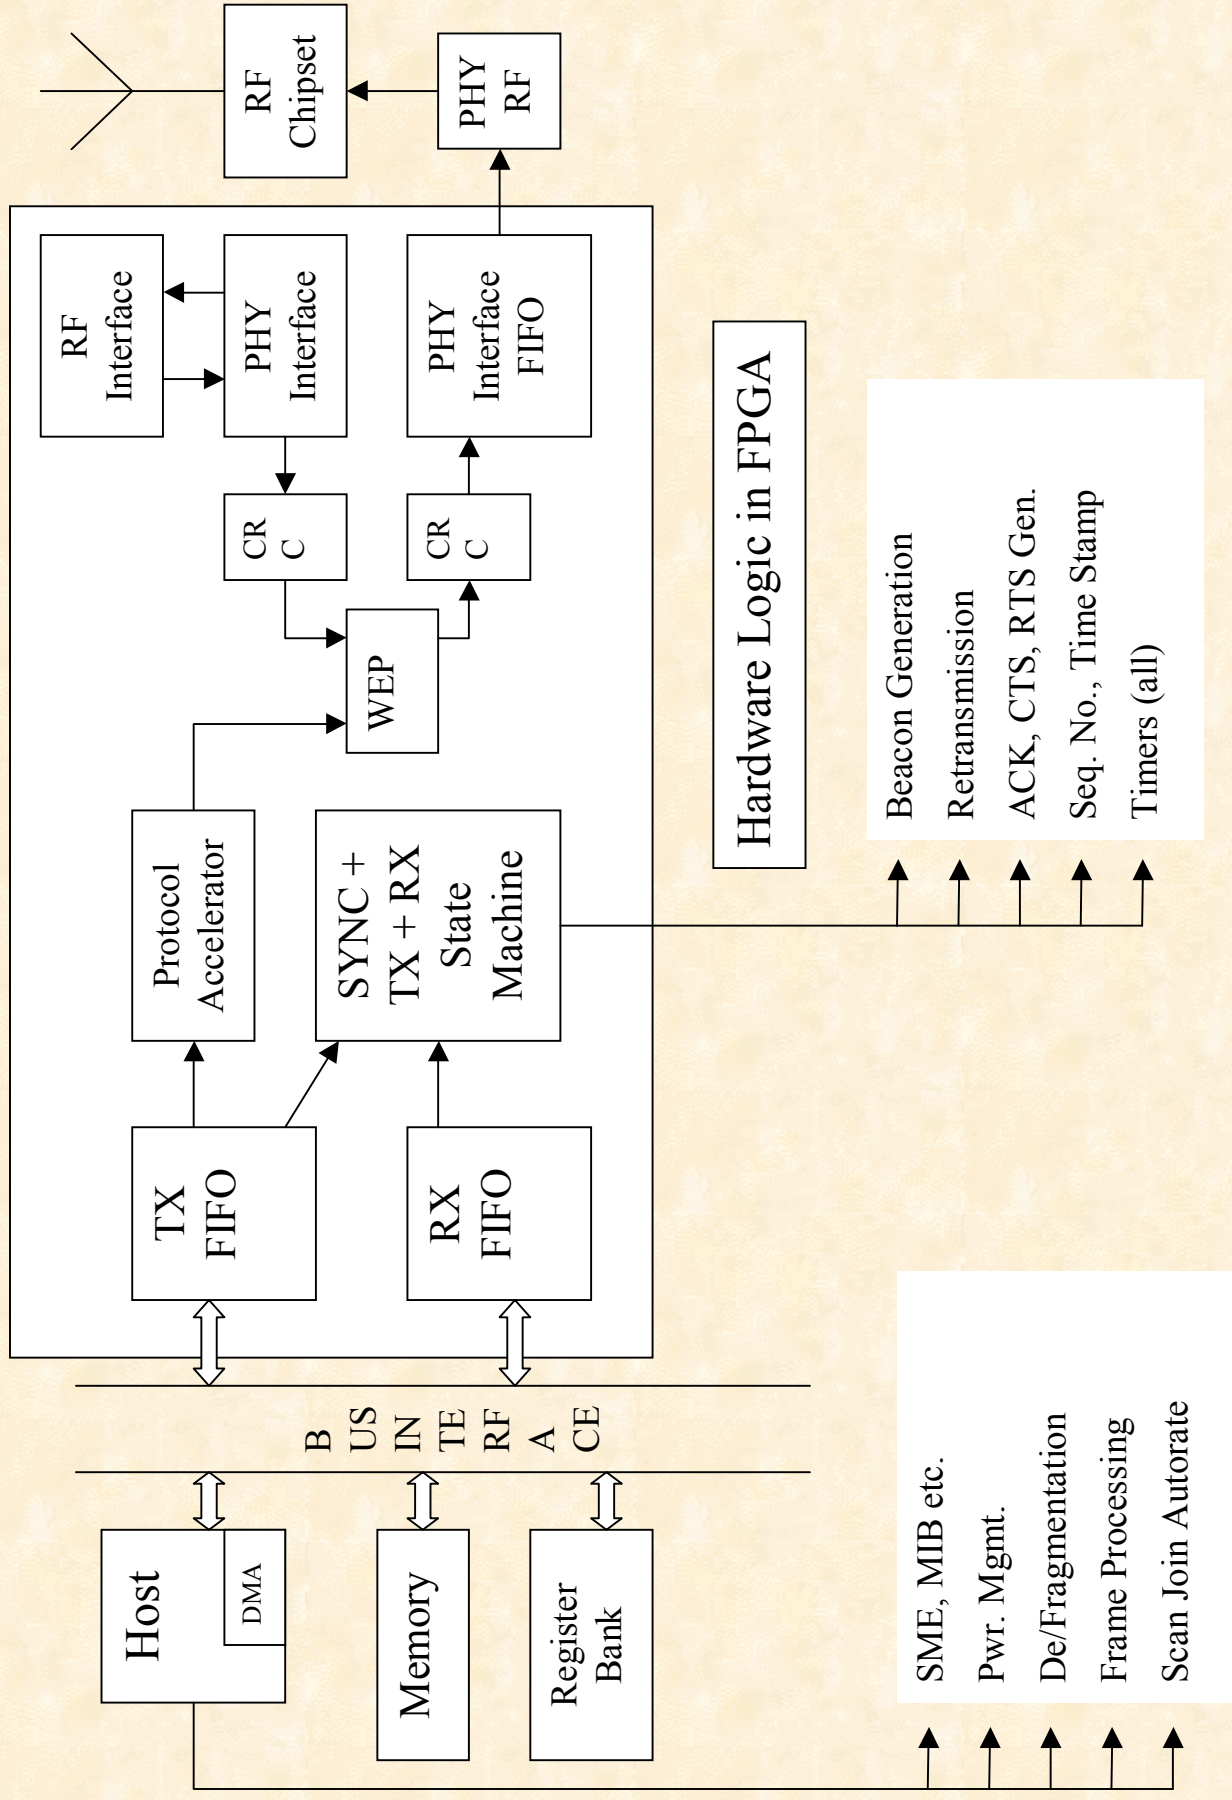 Host
DMA
Memory
Register
Bank
B
US
IN
TE
RF
A
CE
TX
FIFO
RX
FIFO
Protocol
Accelerator
SYNC +
TX + RX
State
Machine
WEP
CR
C
CR
C
RF
Interface
PHY
Interface
PHY
Interface
FIFO
RF
Chipset
PHY
RF
Hardware Logic in FPGA
SME, MIB etc.
Pwr. Mgmt.
De/Fragmentation
Frame Processing
Scan Join Autorate
Beacon Generation
Retransmission
ACK, CTS, RTS Gen.
Seq. No., Time Stamp
Timers (all)